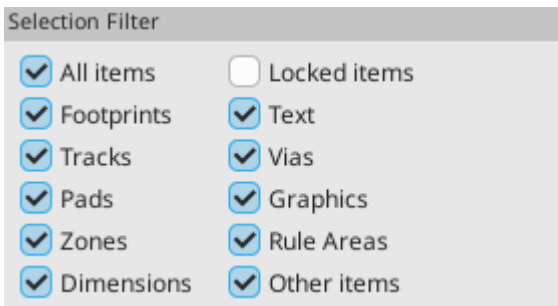 Selection Filter
All items Locked items
Footprints Text
Tracks Vias
Pads Graphics
Zones Rule Areas
Dimensions Other items